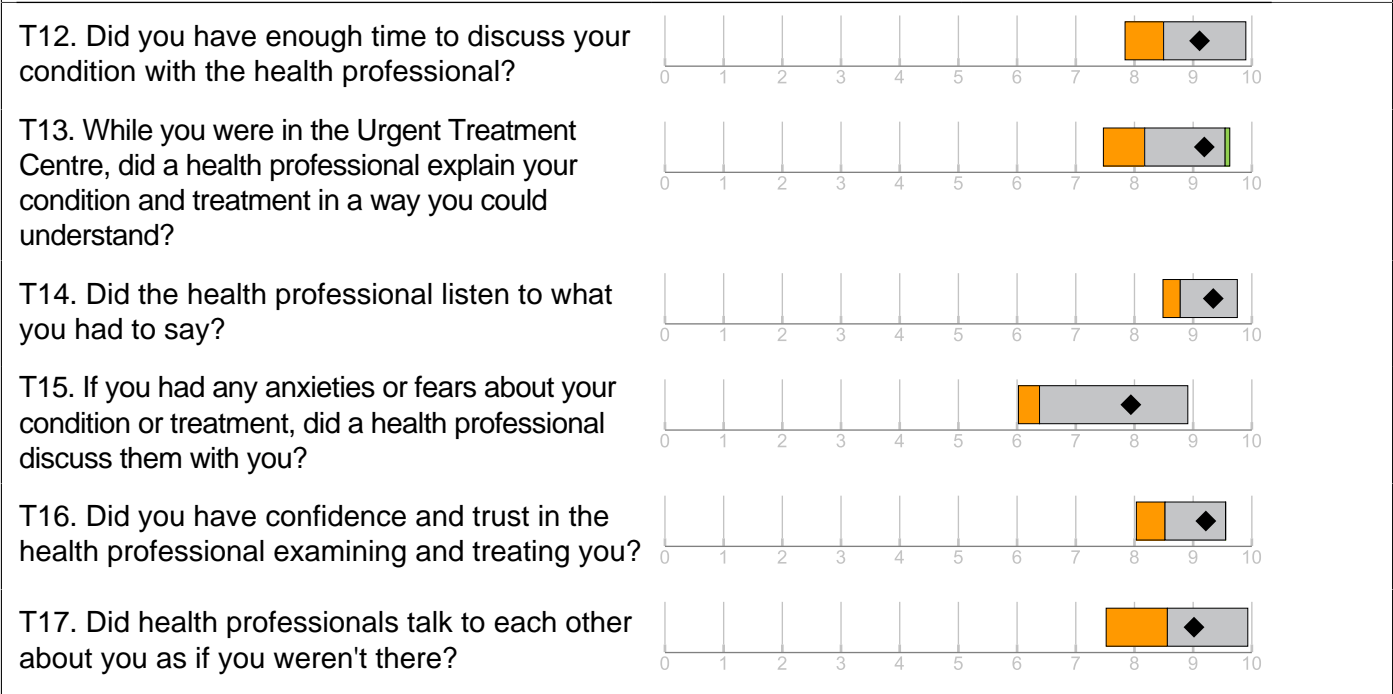 T12. Did you have enough time to discuss your
condition with the health professional?
0 1 2 3 4 5 6 7 8 9 10
T13. While you were in the Urgent Treatment
Centre, did a health professional explain your
condition and treatment in a way you could
understand?
0 1 2 3 4 5 6 7 8 9 10
T14. Did the health professional listen to what
you had to say?
0 1 2 3 4 5 6 7 8 9 10
T15. If you had any anxieties or fears about your
condition or treatment, did a health professional
discuss them with you?
0 1 2 3 4 5 6 7 8 9 10
T16. Did you have confidence and trust in the
health professional examining and treating you?
0 1 2 3 4 5 6 7 8 9 10
T17. Did health professionals talk to each other
about you as if you weren't there?
0 1 2 3 4 5 6 7 8 9 10